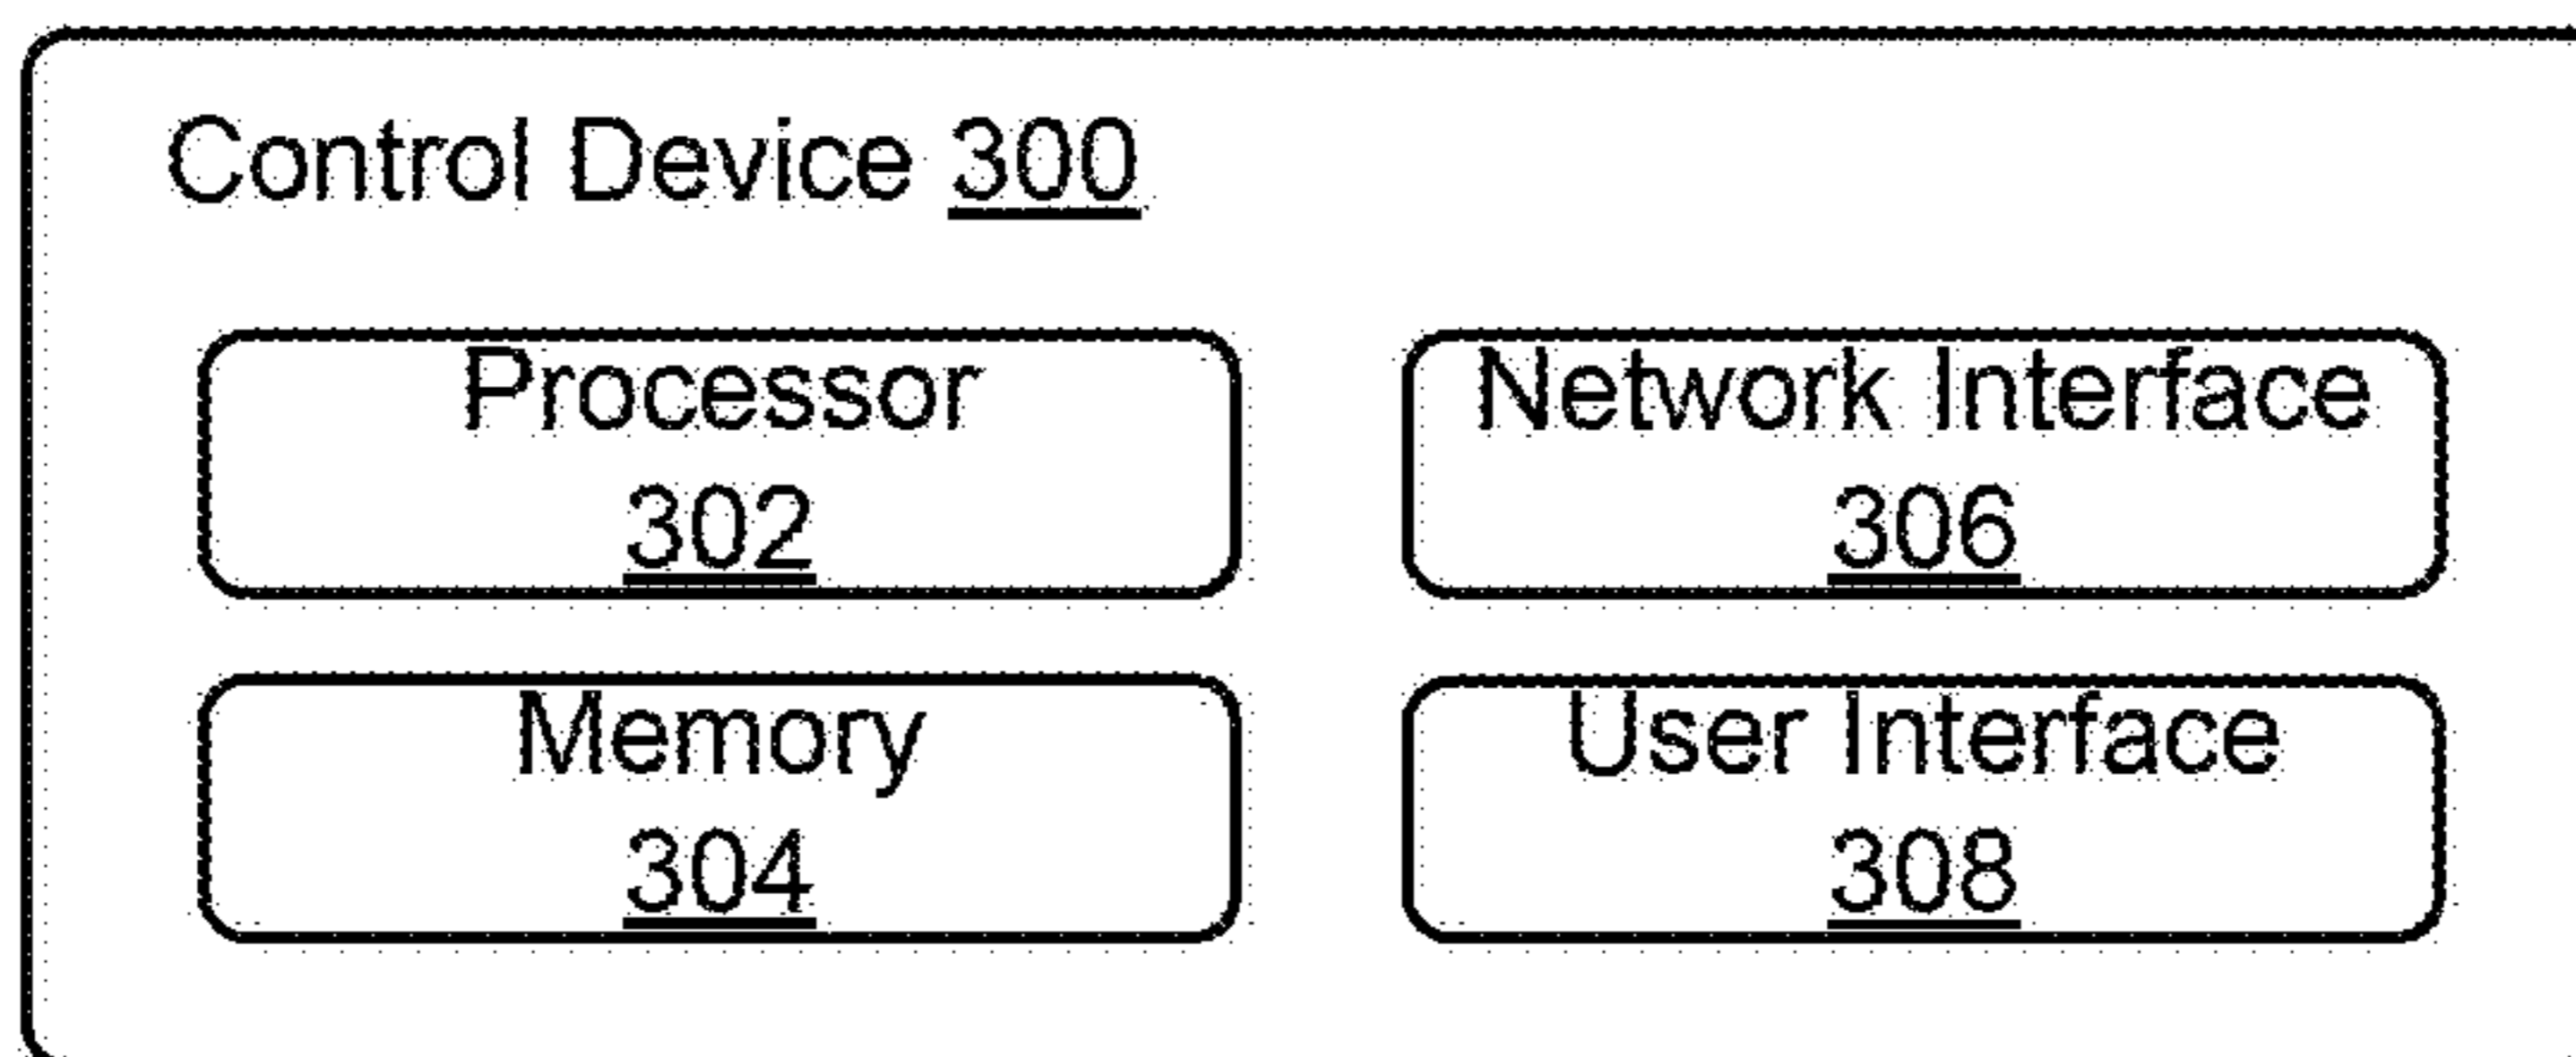 Control Device 300
Processor
302
Network Interface
306
Memory
304
User Interface
308